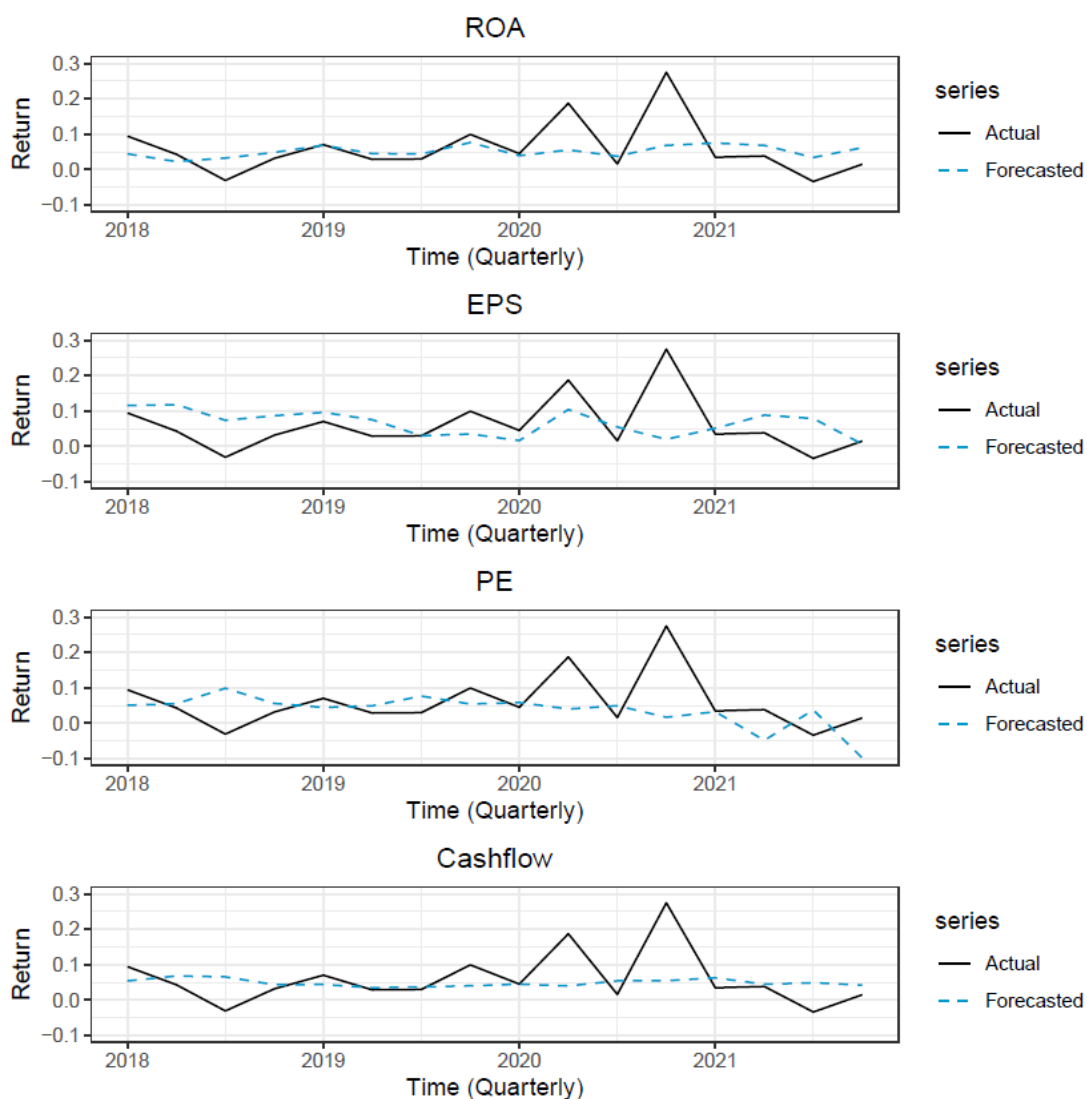 ROA
0.3
0.2
0.1
0.0
−0.1
Return
2018 2019 2020 2021
Time (Quarterly)
series
Actual
Forecasted
EPS
0.3
0.2
0.1
0.0
−0.1
Return
2018 2019 2020 2021
Time (Quarterly)
series
Actual
Forecasted
PE
0.3
0.2
0.1
0.0
−0.1
Return
2018 2019 2020 2021
Time (Quarterly)
series
Actual
Forecasted
Cashflow
0.3
0.2
0.1
0.0
−0.1
Return
2018 2019 2020 2021
Time (Quarterly)
series
Actual
Forecasted